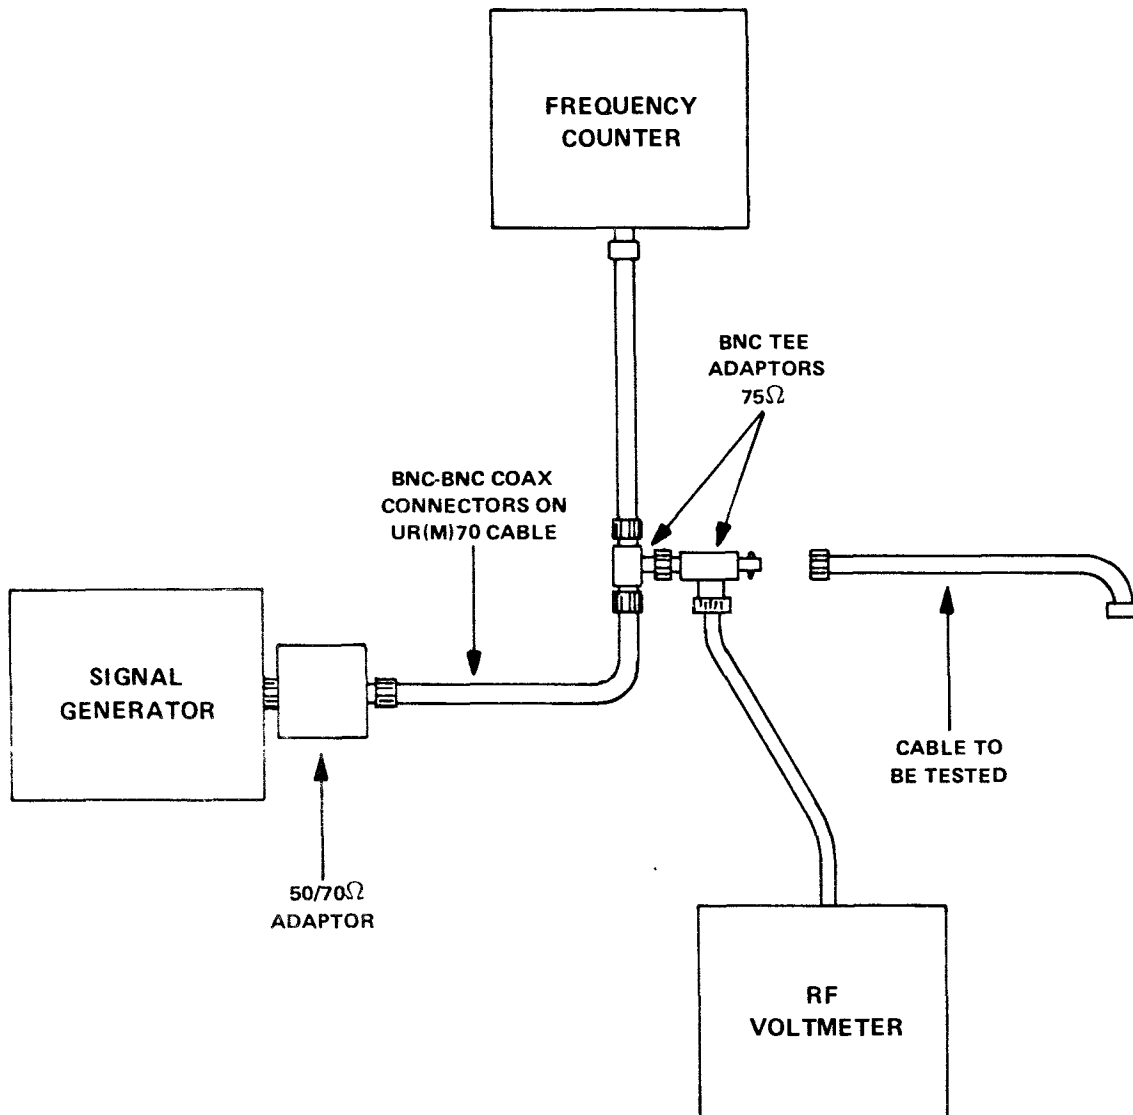 FREQUENCY
COUNTER
BNC TEE
ADAPTORS
75Ω
BNC-BNC COAX
CONNECTORS ON
UR(M)70 CABLE
SIGNAL
GENERATOR
CABLE TO
BE TESTED
50/70Ω
ADAPTOR
RF
VOLTMETER